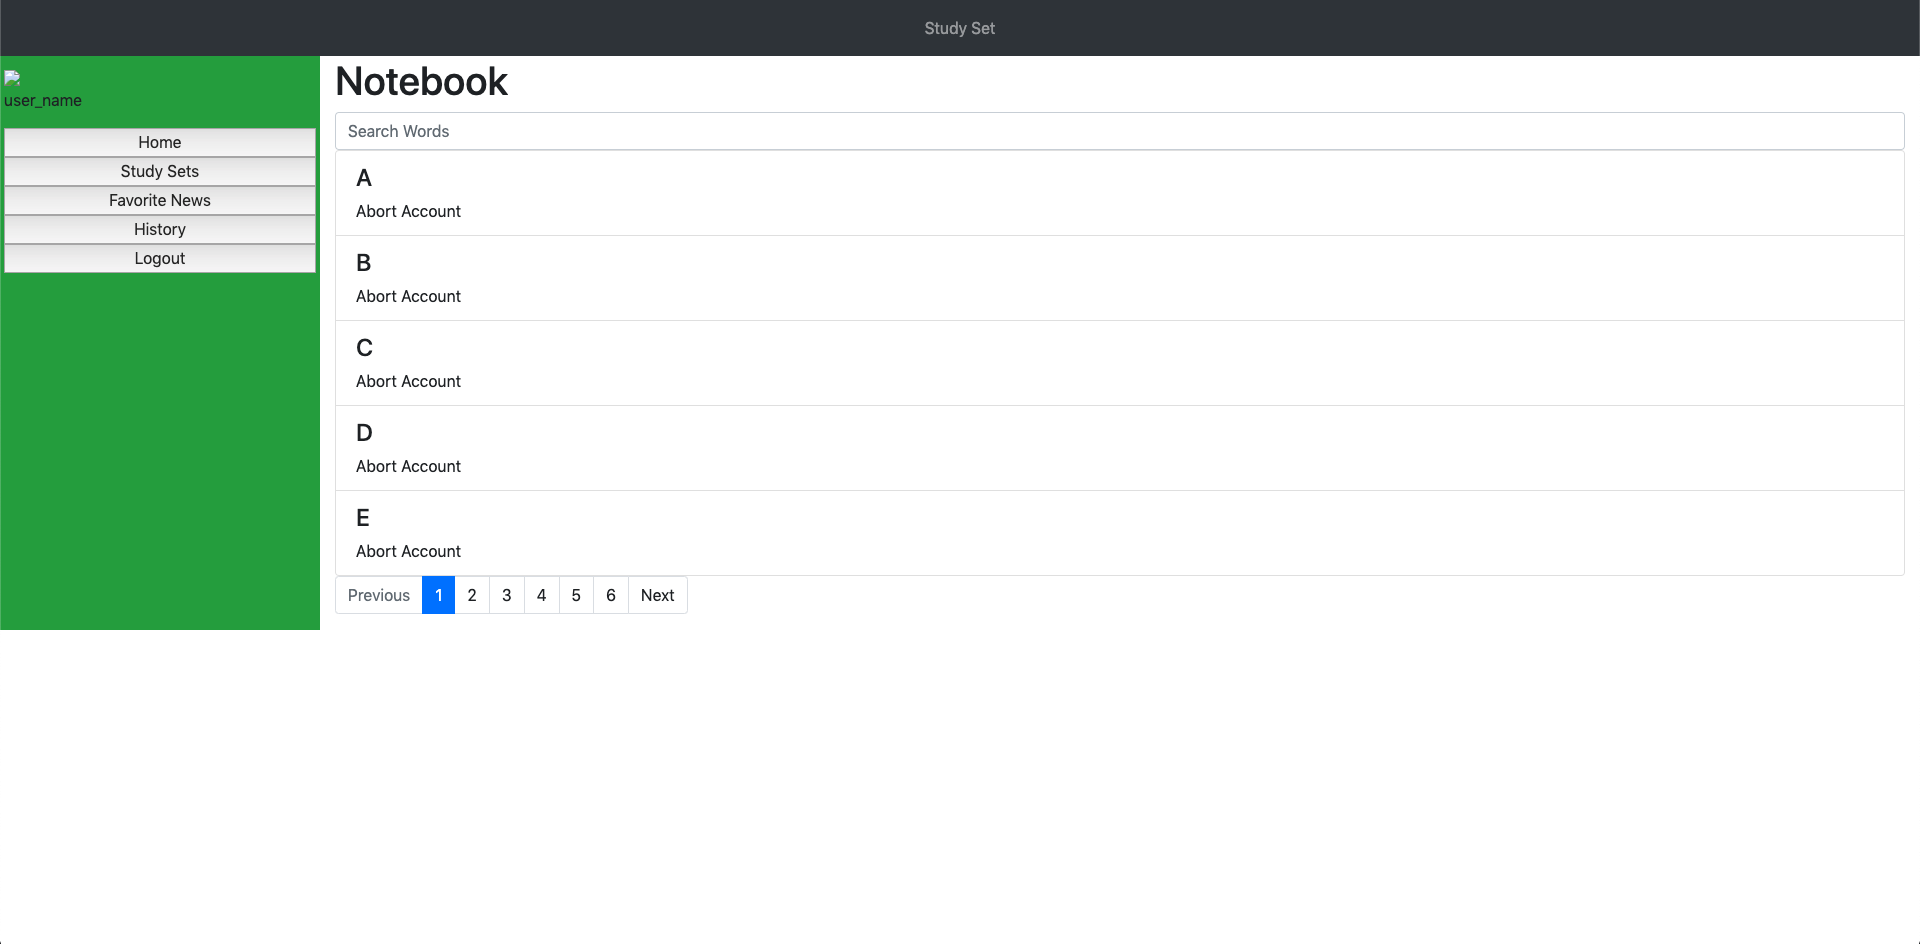 Study Set
user_name
Home
Study Sets
Favorite News
History
Logout
Notebook
Search Words
A
Abort Account
B
Abort Account
C
Abort Account
D
Abort Account
E
Abort Account
Previous 1 2 3 4 5 6 Next